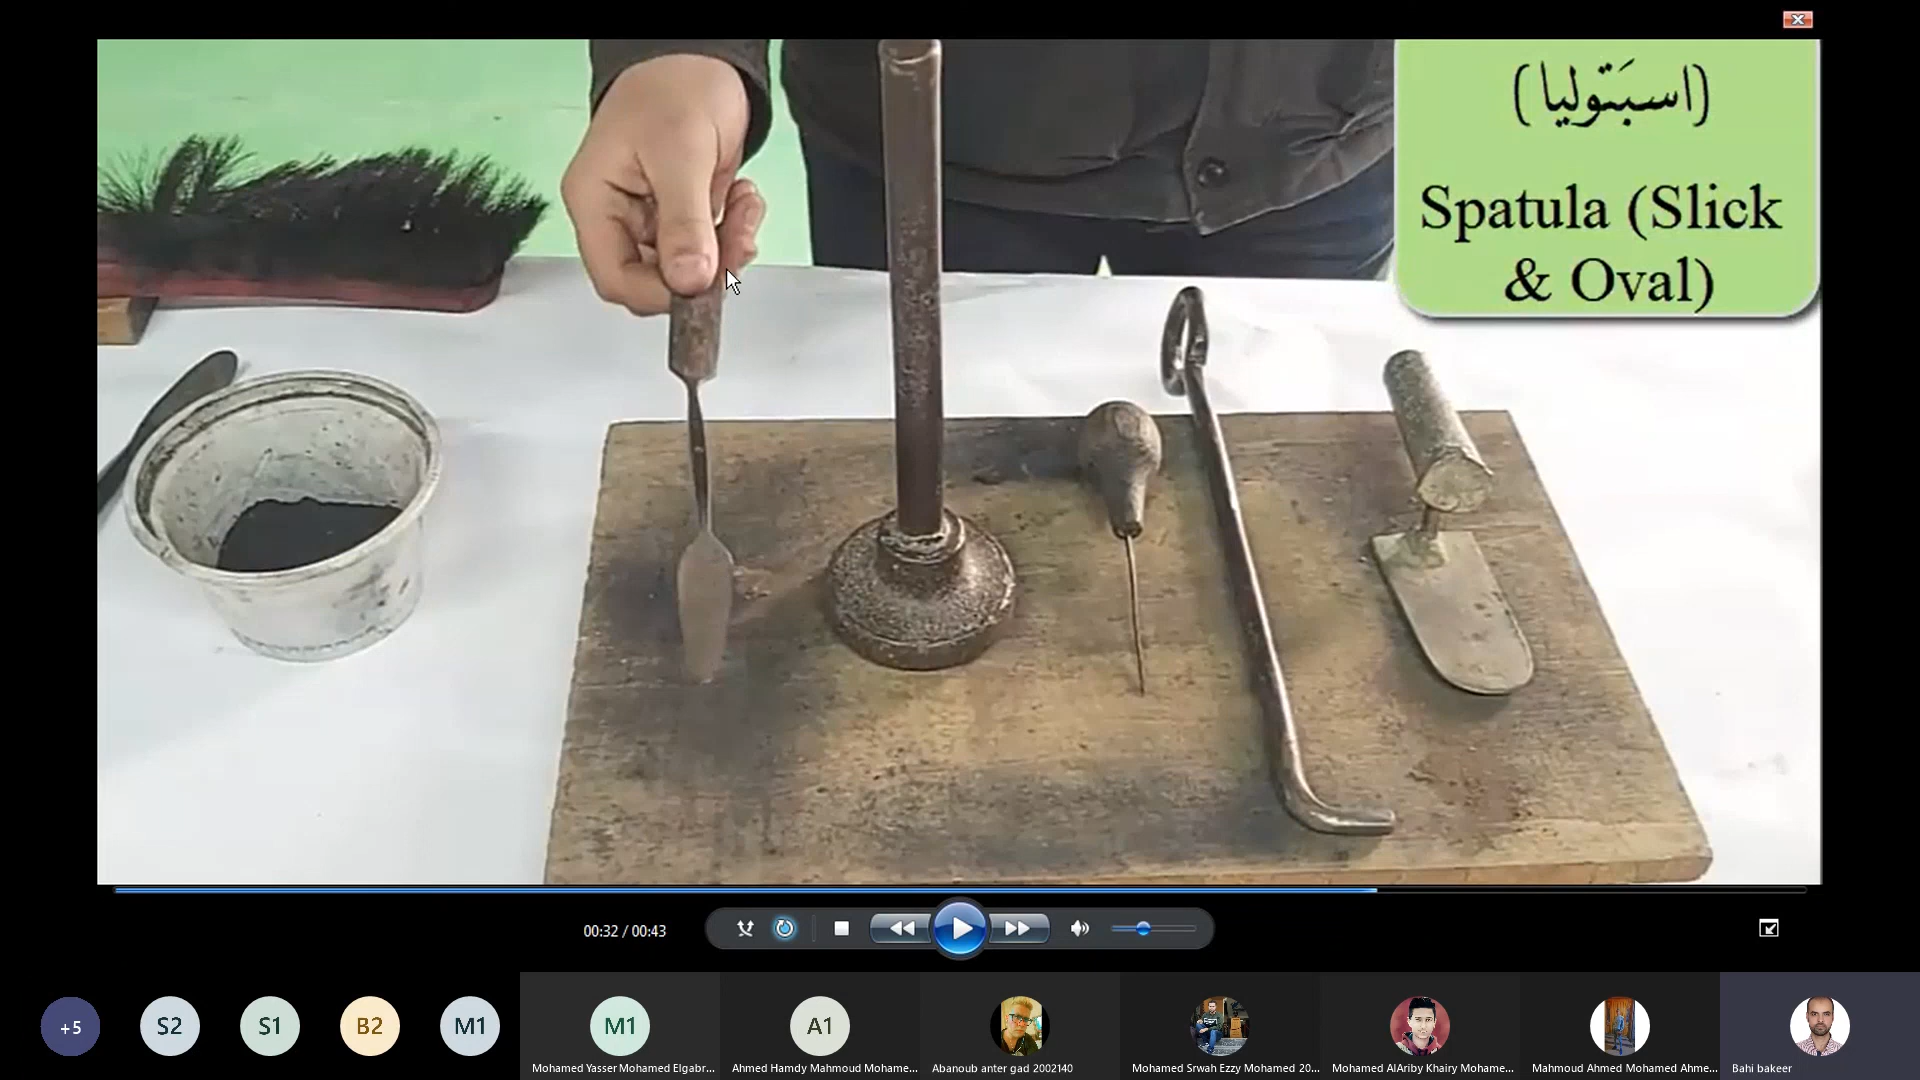 (اسبَتوليا)
Spatula (Slick
& Oval)
00:32 / 00:43
+5
S2
S1
B2
M1
M1
A1
Mohamed Yasser Mohamed Elgabr...
Ahmed Hamdy Mahmoud Mohame...
Abanoub anter gad 2002140
Mohamed Srwah Ezzy Mohamed 20...
Mohamed AlAriby Khairy Mohame...
Mahmoud Ahmed Mohamed Ahme...
Bahi bakeer